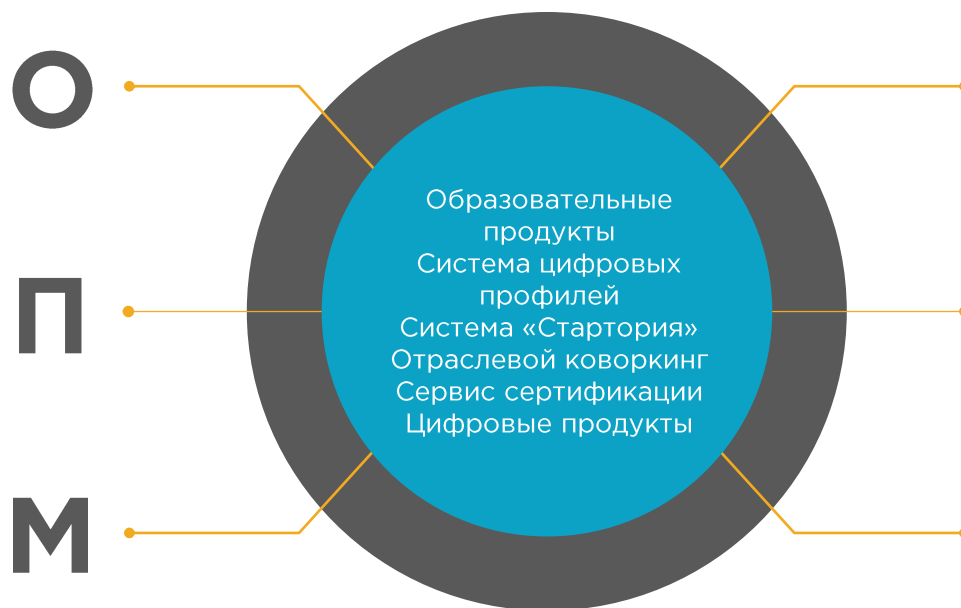 О
П
М
Образовательные
продукты
Система цифровых
профилей
Система «Стартория»
Отраслевой коворкинг
Сервис сертификации
Цифровые продукты